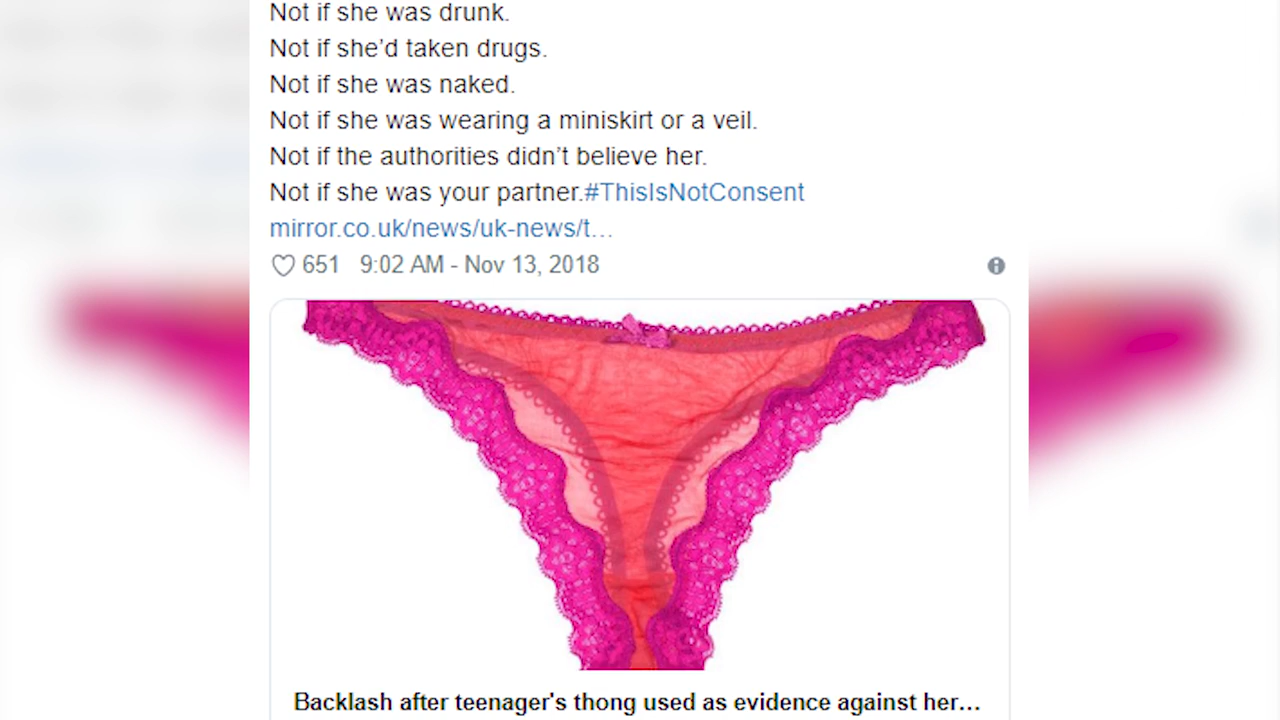 Not if she was drunk.
Not if she’d taken drugs.
Not if she was naked.
Not if she was wearing a miniskirt or a veil.
Not if the authorities didn’t believe her.
Not if she was your partner.#ThisIsNotConsent
mirror.co.uk/news/uk-news/t…
651 9:02 AM - Nov 13, 2018
Backlash after teenager's thong used as evidence against her…